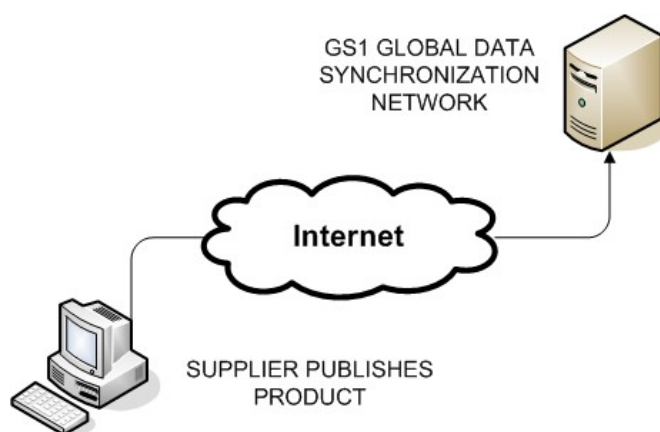 GS1 GLOBAL DATA
SYNCHRONIZATION
NETWORK
Internet
SUPPLIER PUBLISHES
PRODUCT